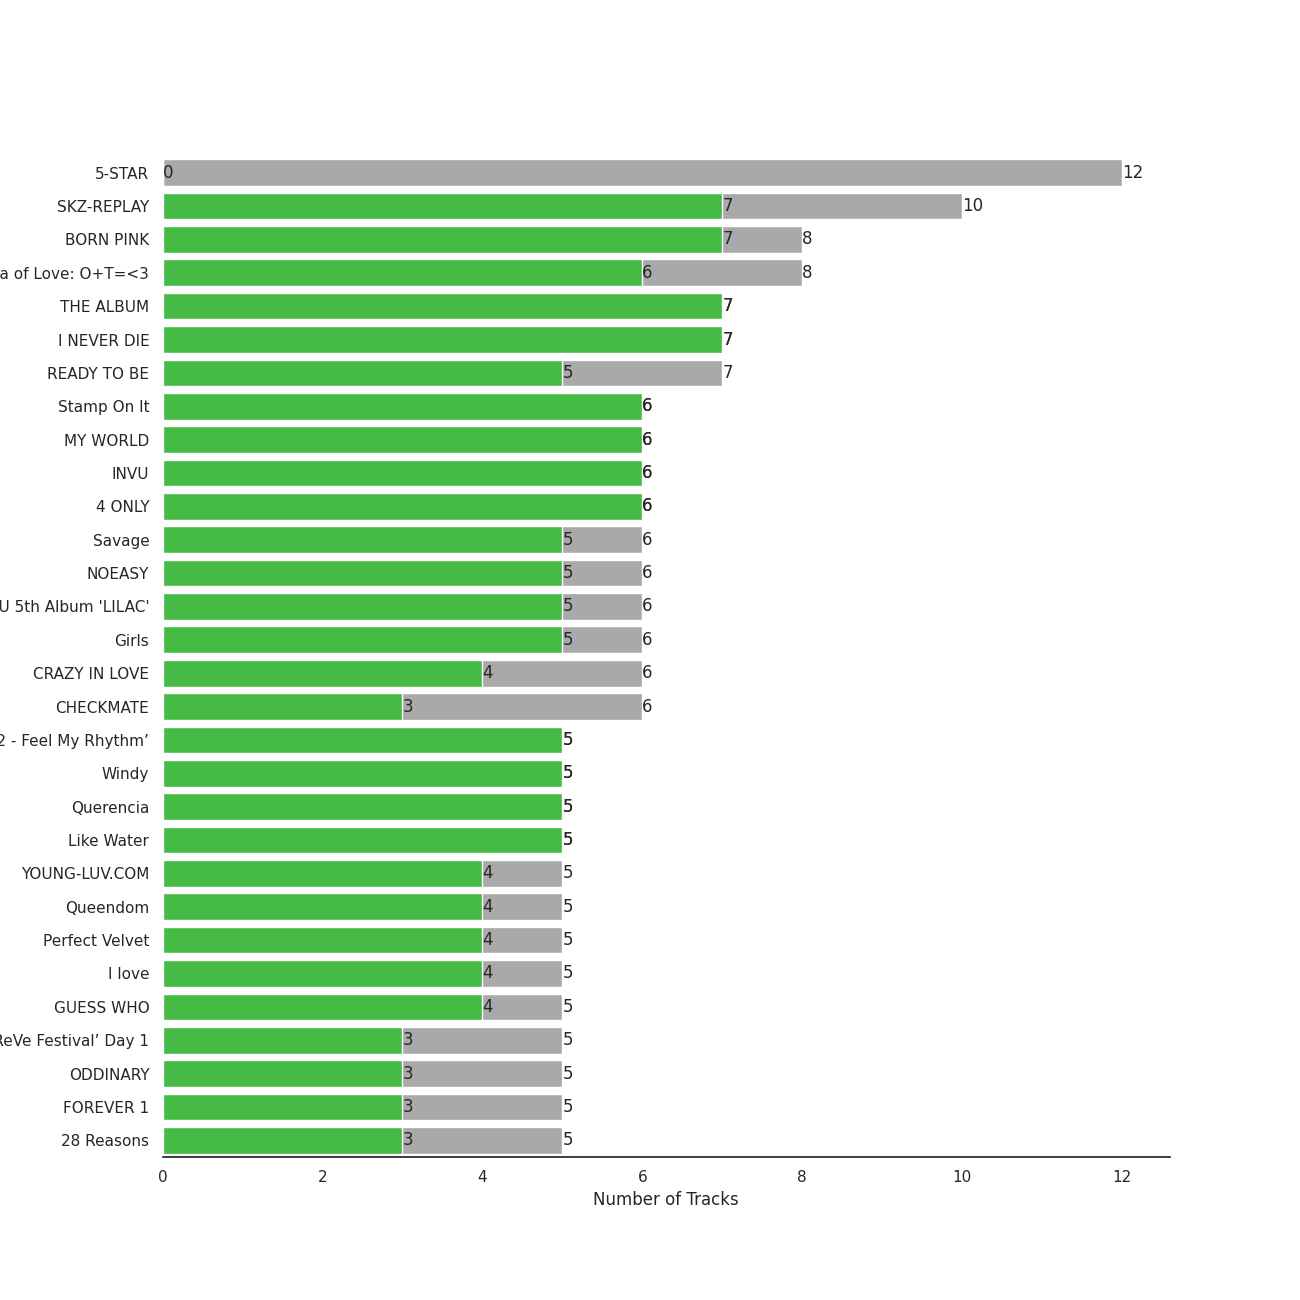 5-STAR 0 12
SKZ-REPLAY 7 10
BORN PINK 7 8
a of Love: O+T=<3 6 8
THE ALBUM 7
I NEVER DIE 7
READY TO BE 5 7
Stamp On It 6
MY WORLD 6
INVU 6
4 ONLY 6
Savage 5 6
NOEASY 5 6
U 5th Album 'LILAC' 5 6
Girls 5 6
CRAZY IN LOVE 4 6
CHECKMATE 3 6
2 - Feel My Rhythm’ 5
Windy 5
Querencia 5
Like Water 5
YOUNG-LUV.COM 4 5
Queendom 4 5
Perfect Velvet 4 5
I love 4 5
GUESS WHO 4 5
ReVe Festival’ Day 1 3 5
ODDINARY 3 5
FOREVER 1 3 5
28 Reasons 3 5
0 2 4 6 8 10 12
Number of Tracks